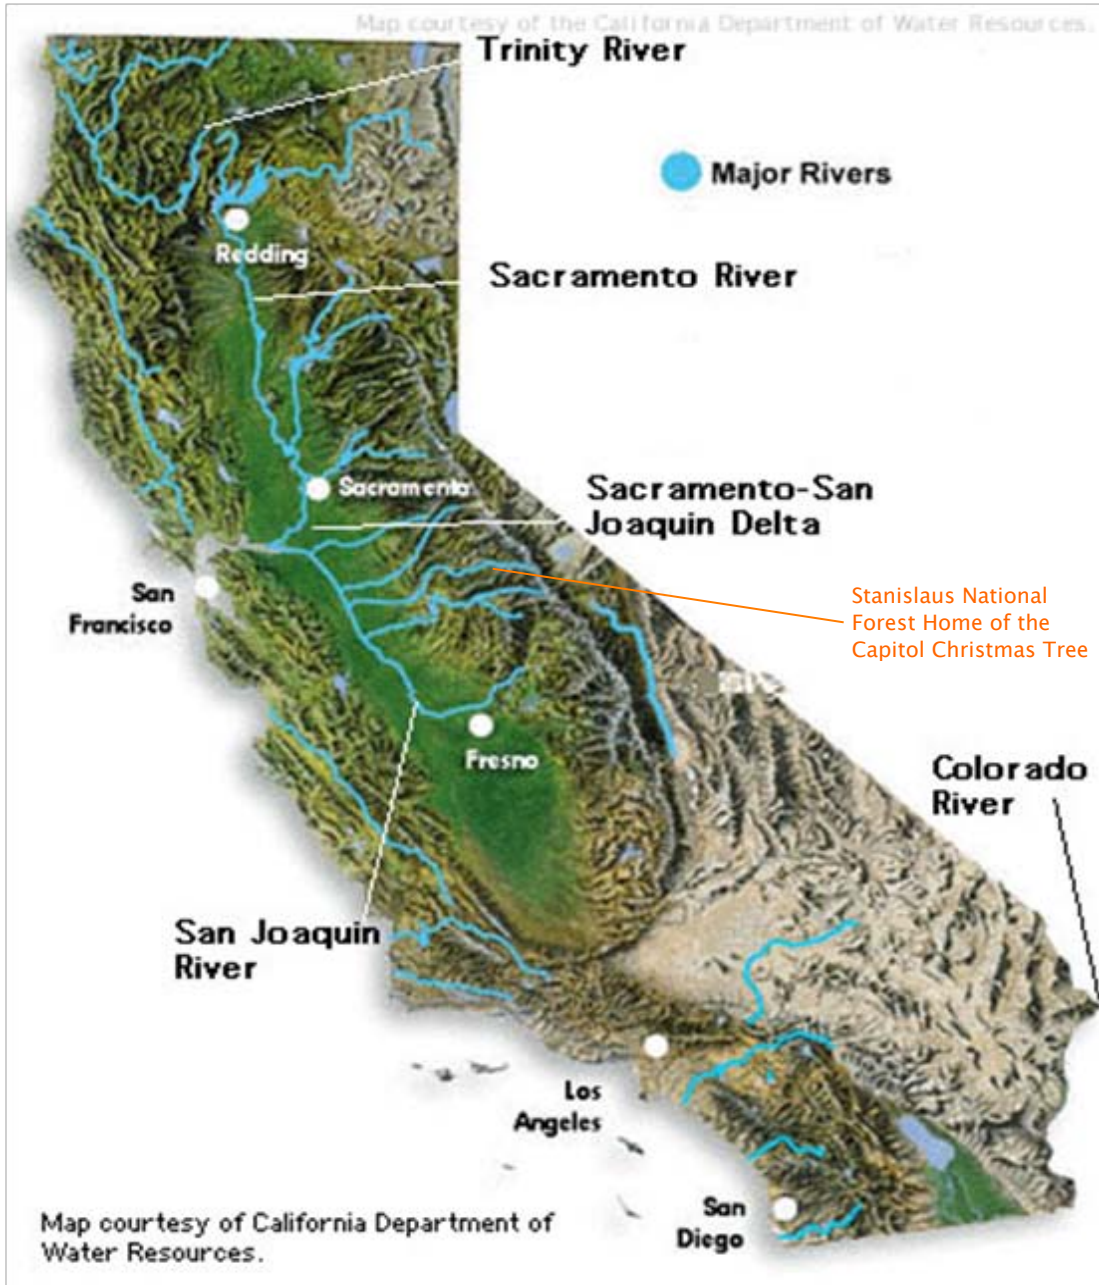 Map courtesy of the California Department of Water Resources.
Trinity River
Major Rivers
Redding
Sacramento River
Sacramento
Sacramento-San
Joaquin Delta
San
Francisco
Stanislaus National
Forest Home of the
Capitol Christmas Tree
Fresno
Colorado
River
San Joaquin
River
Los
Angeles
San
Diego
Map courtesy of California Department of
Water Resources.